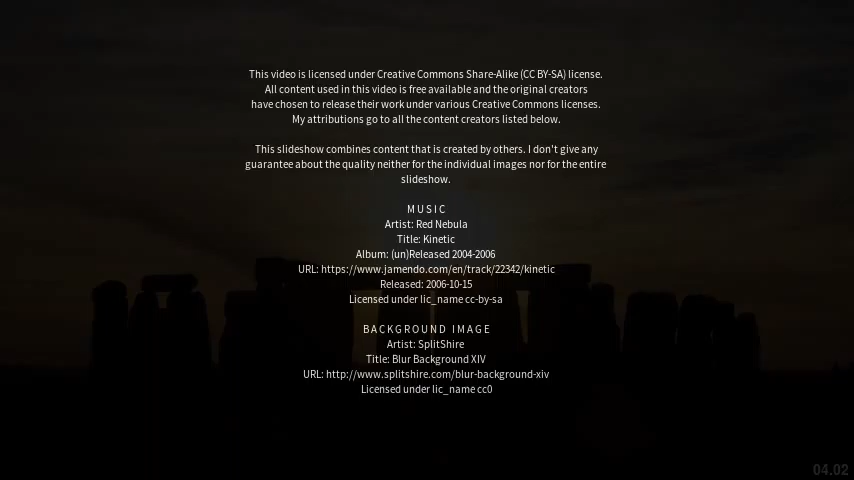 This video is licensed under Creative Commons Share-Alike (CC BY-SA) license.
All content used in this video is free available and the original creators
have chosen to release their work under various Creative Commons licenses.
My attributions go to all the content creators listed below.
This slideshow combines content that is created by others. I don't give any
guarantee about the quality neither for the individual images nor for the entire
slideshow.
MUSIC
Artist: Red Nebula
Title: Kinetic
Album: (un)Released 2004-2006
URL: https://www.jamendo.com/en/track/22342/kinetic
Released: 2006-10-15
Licensed under lic_name cc-by-sa
BACKGROUND IMAGE
Artist: SplitShire
Title: Blur Background XIV
URL: http://www.splitshire.com/blur-background-xiv
Licensed under lic_name cc0
04.02